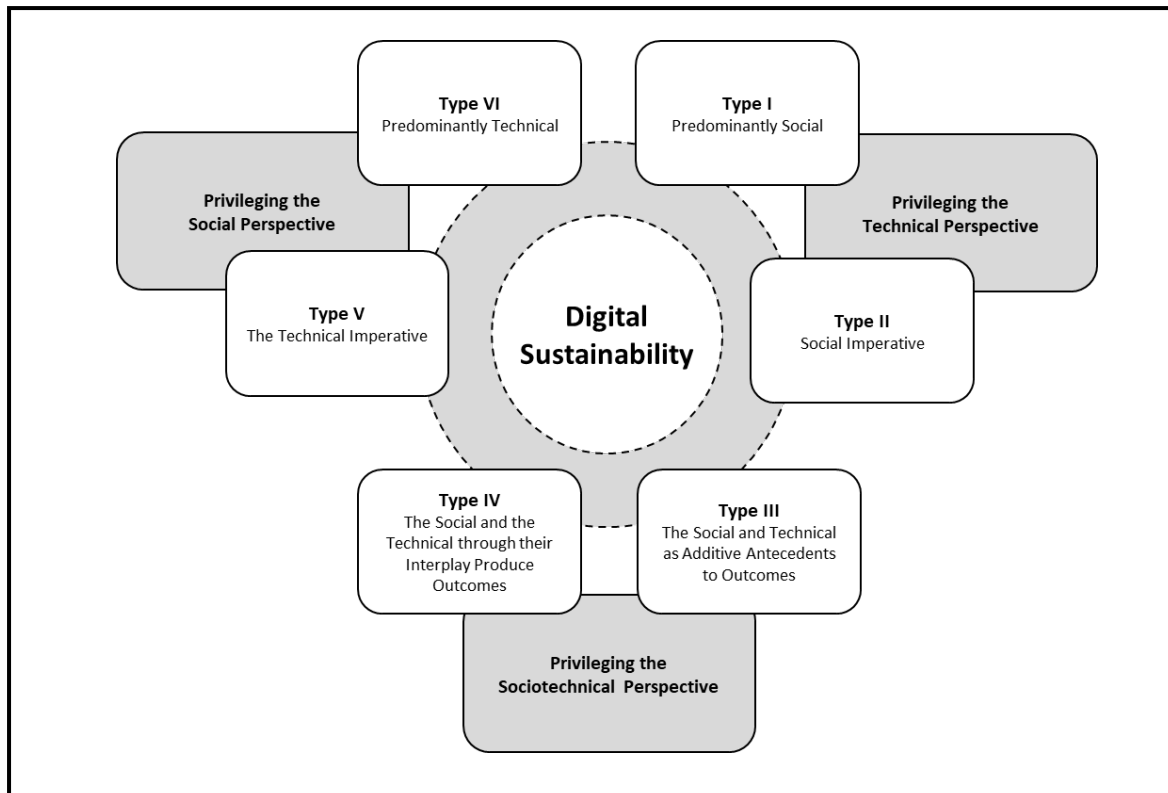 Type VI
Predominantly Technical
Type I
Predominantly Social
Privileging the
Social Perspective
Privileging the
Technical Perspective
Type V
The Technical Imperative
Digital
Sustainability
Type II
Social Imperative
Type IV
The Social and the
Technical through their
Interplay Produce
Outcomes
Type III
The Social and Technical
as Additive Antecedents
to Outcomes
Privileging the
Sociotechnical Perspective